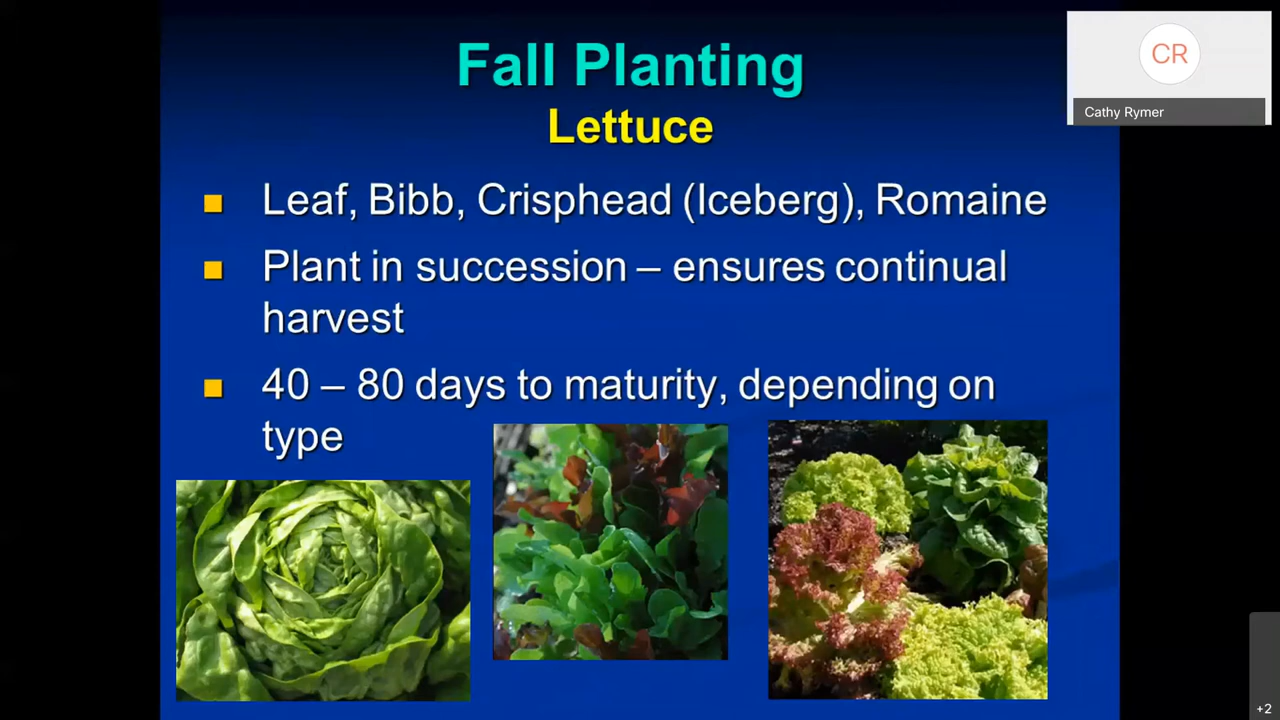 Fall Planting
Lettuce
Leaf, Bibb, Crisphead (Iceberg), Romaine
Plant in succession – ensures continual
harvest
40 – 80 days to maturity, depending on
type
CR
Cathy Rymer
+2